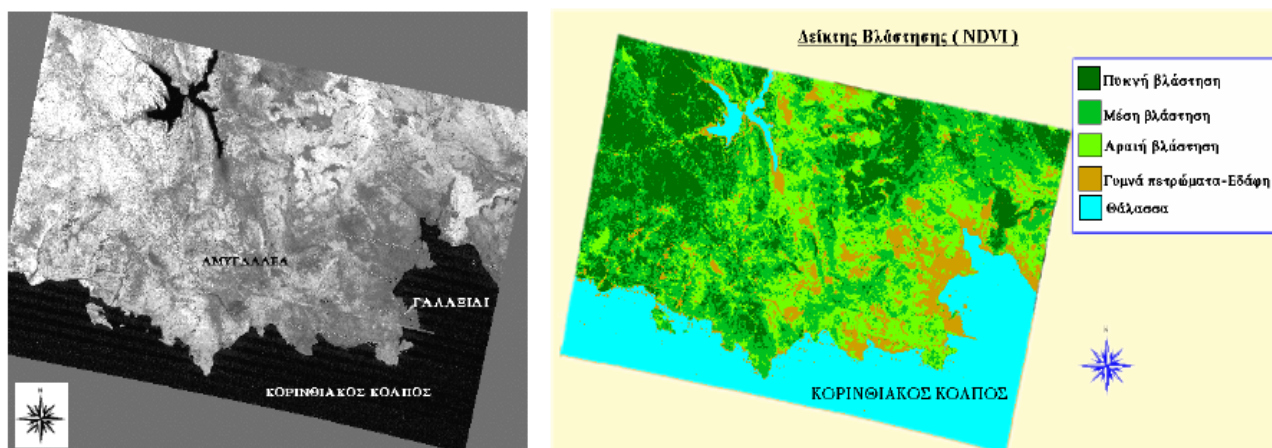 ΑΜΥΓΔΑΛΕΑ
ΓΑΛΑΞΙΔΙ
ΚΟΡΙΝΘΙΑΚΟΣ ΚΟΛΠΟΣ
Δείκτης Βλάστησης ( NDVI )
Πυκνή βλάστηση
Μέση βλάστηση
Αραιή βλάστηση
Γυμνά πετρώματα-Εδάφη
Θάλασσα
ΚΟΡΙΝΘΙΑΚΟΣ ΚΟΛΠΟΣ